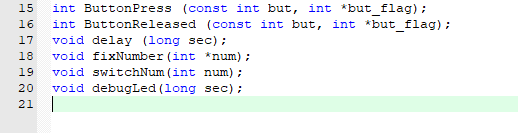 15 int ButtonPress (const int but, int *but_flag);
16 int ButtonReleased (const int but, int *but_flag);
17 void delay (long sec);
18 void fixNumber(int *num);
19 void switchNum(int num);
20 void debugLed(long sec);
21